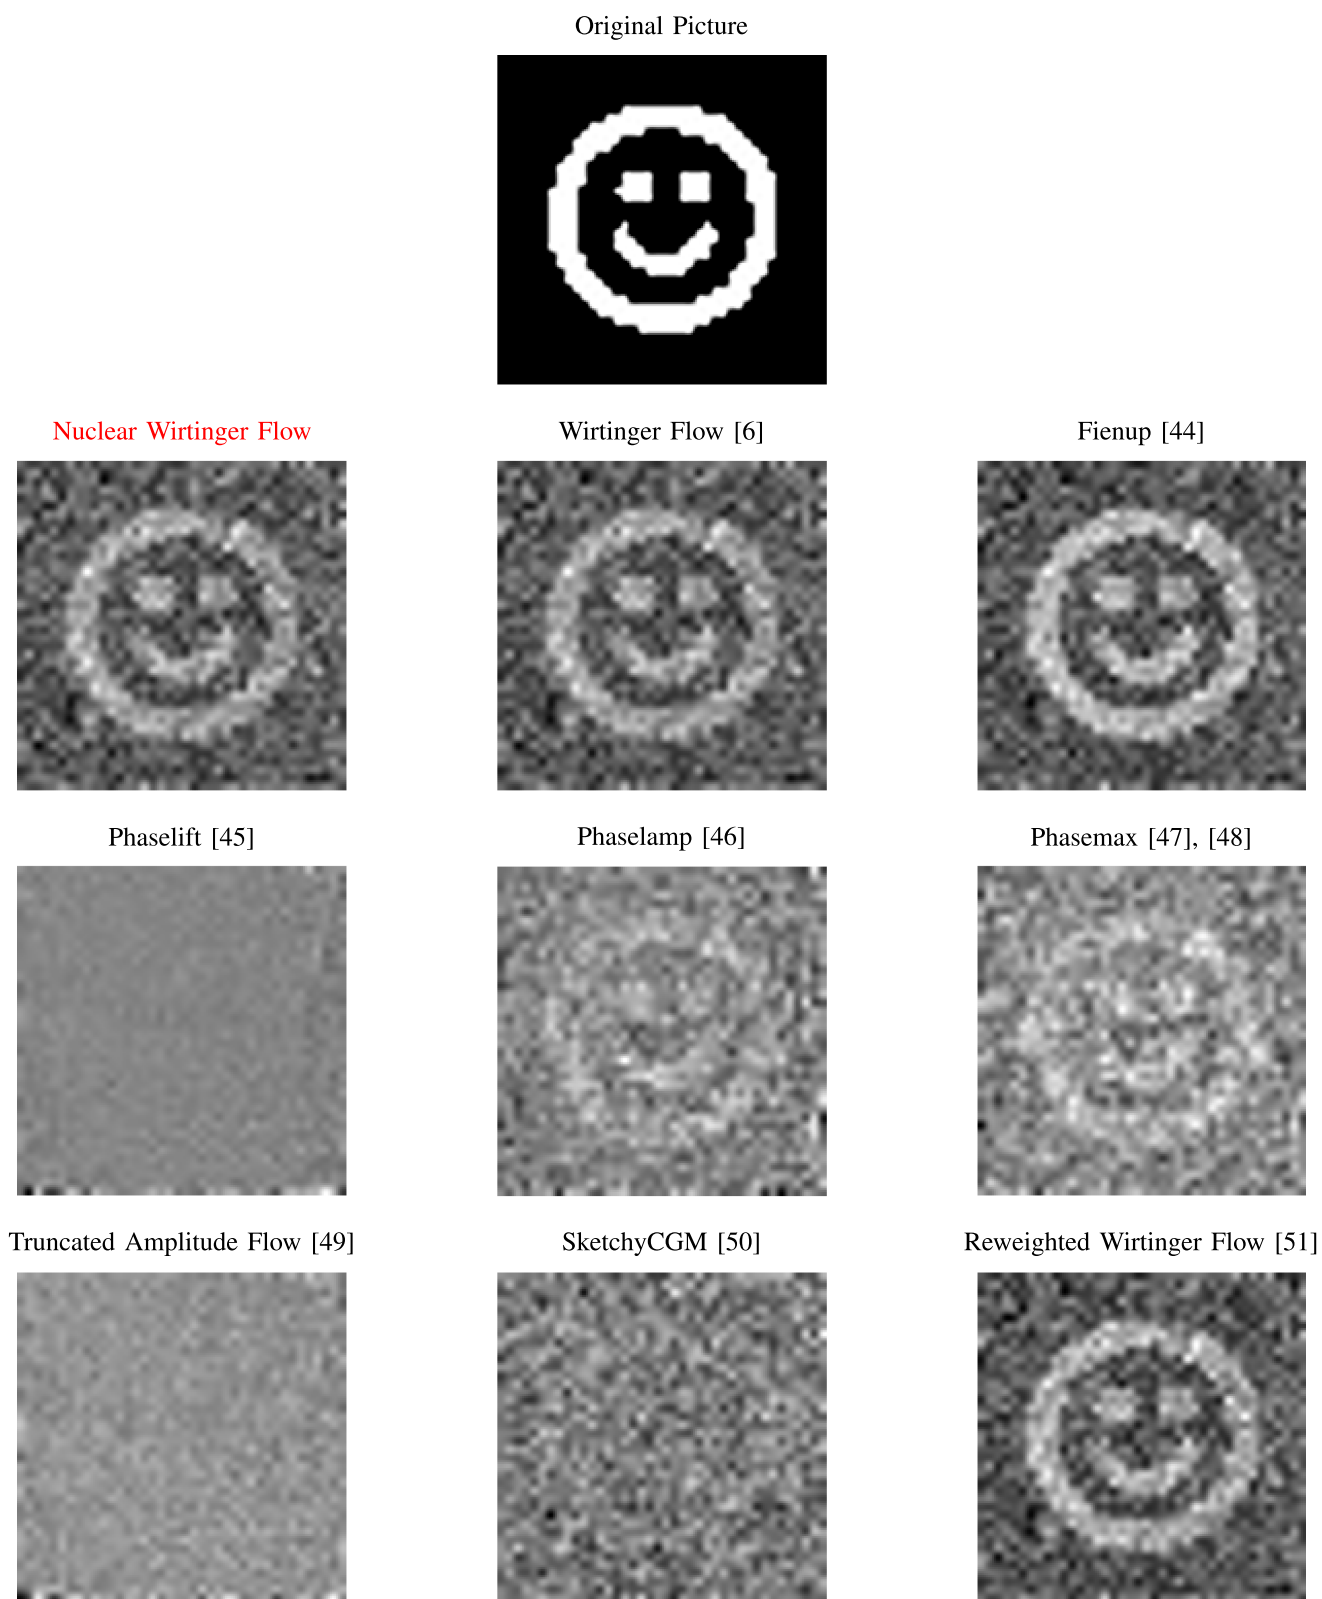 Original Picture
Nuclear Wirtinger Flow
Wirtinger Flow [6]
Fienup [44]
Phaselift [45]
Phaselamp [46]
Phasemax [47], [48]
Truncated Amplitude Flow [49]
SketchyCGM [50]
Reweighted Wirtinger Flow [51]